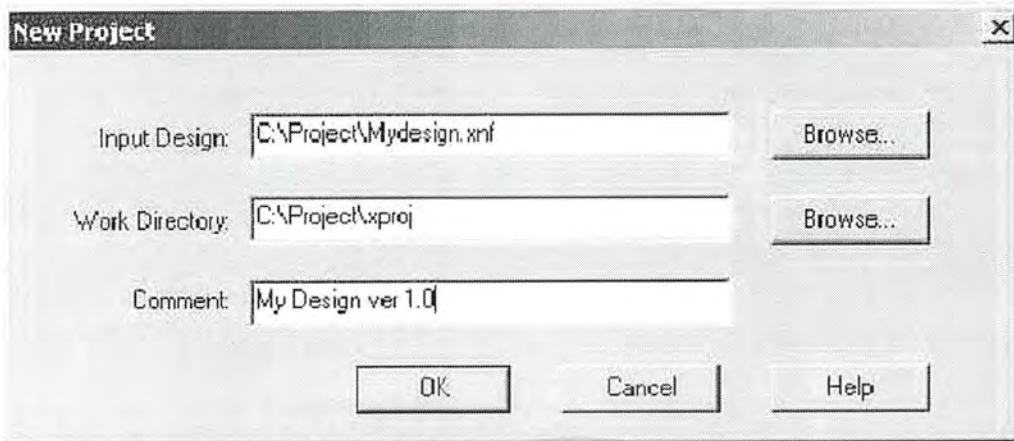 New Project
Input Design: C:\Project\Mydesign.xnf Browse...
Work Directory: C:\Project\xproj Browse...
Comment: My Design ver 1.0
OK Cancel Help